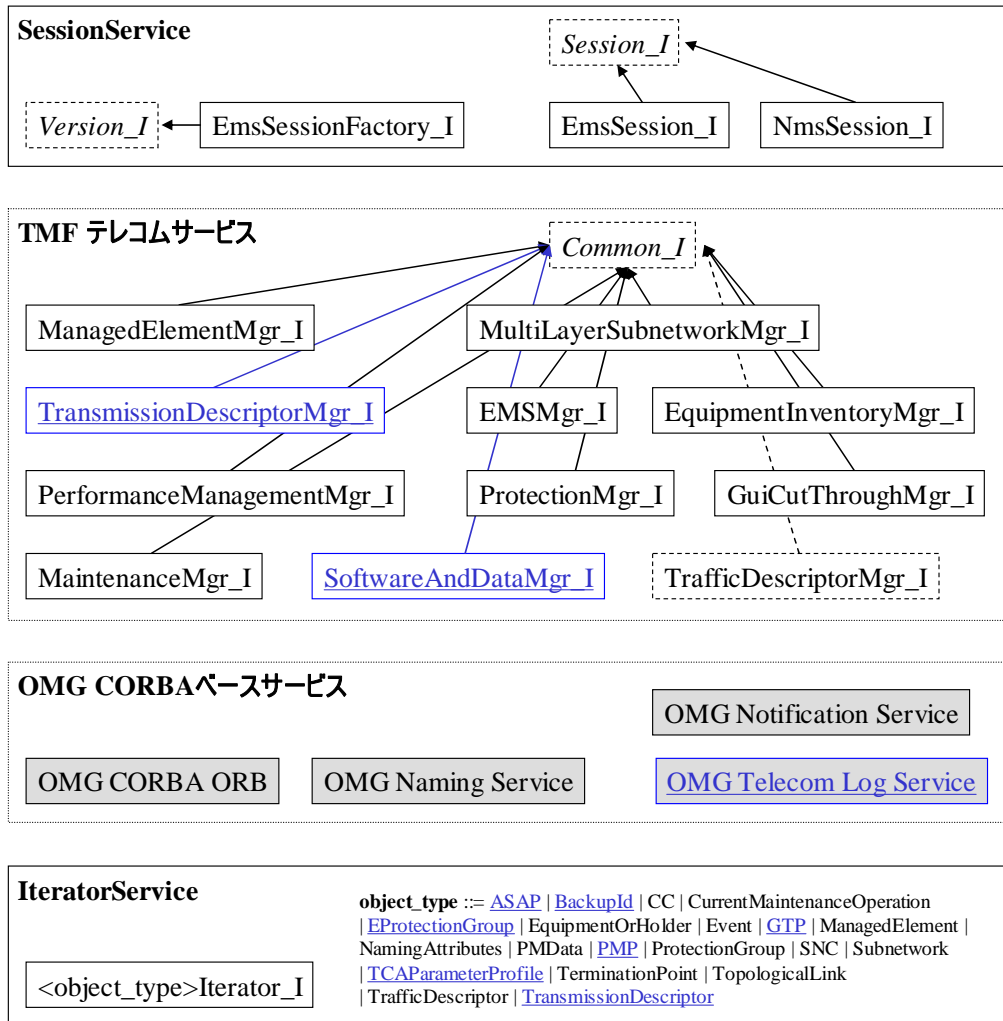 SessionService
Session_I
Version_I
EmsSessionFactory_I
EmsSession_I
NmsSession_I
TMF テレコムサービス
Common_I
ManagedElementMgr_I
MultiLayerSubnetworkMgr_I
TransmissionDescriptorMgr_I
EMSMgr_I
EquipmentInventoryMgr_I
PerformanceManagementMgr_I
ProtectionMgr_I
GuiCutThroughMgr_I
MaintenanceMgr_I
SoftwareAndDataMgr_I
TrafficDescriptorMgr_I
OMG CORBAベースサービス
OMG Notification Service
OMG CORBA ORB
OMG Naming Service
OMG Telecom Log Service
IteratorService
object_type ::= ASAP | BackupId | CC | CurrentMaintenanceOperation
| EProtectionGroup | EquipmentOrHolder | Event | GTP | ManagedElement |
NamingAttributes | PMData | PMP | ProtectionGroup | SNC | Subnetwork
| TCAParameterProfile | TerminationPoint | TopologicalLink
| TrafficDescriptor | TransmissionDescriptor
<object_type>Iterator_I